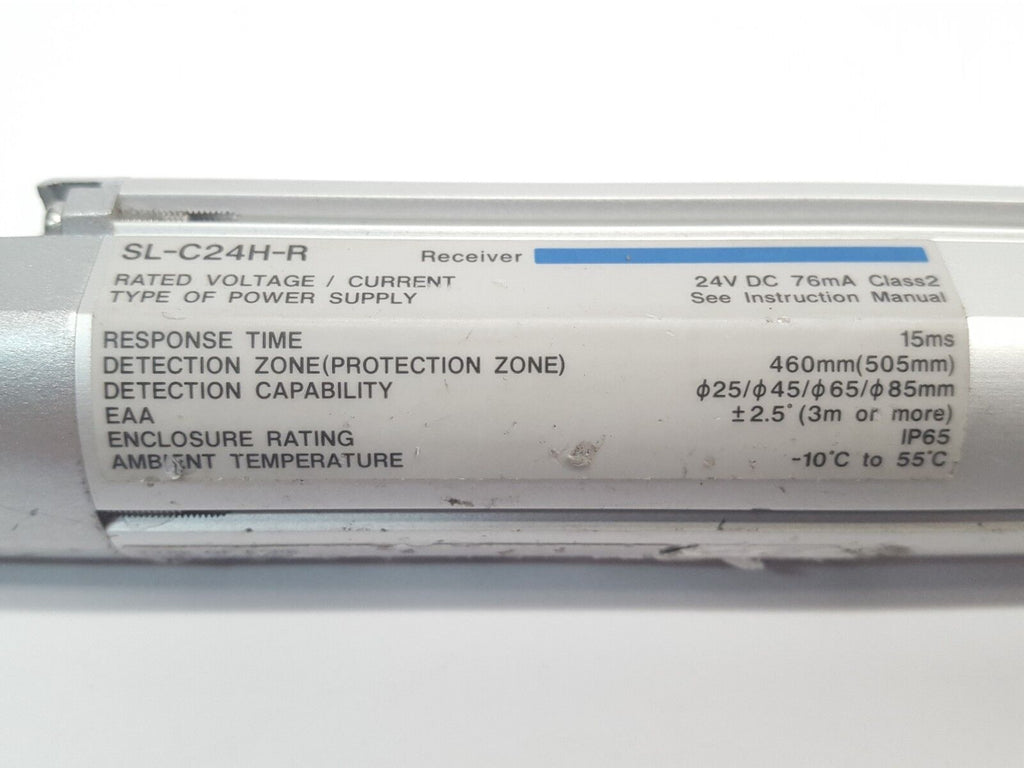 SL-C24H-R Receiver
RATED VOLTAGE / CURRENT 24V DC 76mA Class2
TYPE OF POWER SUPPLY See Instruction Manual
RESPONSE TIME 15ms
DETECTION ZONE(PROTECTION ZONE) 460mm(505mm)
DETECTION CAPABILITY ϕ25/ϕ45/ϕ65/ϕ85mm
EAA ±2.5° (3m or more)
ENCLOSURE RATING IP65
AMBIENT TEMPERATURE -10°C to 55°C